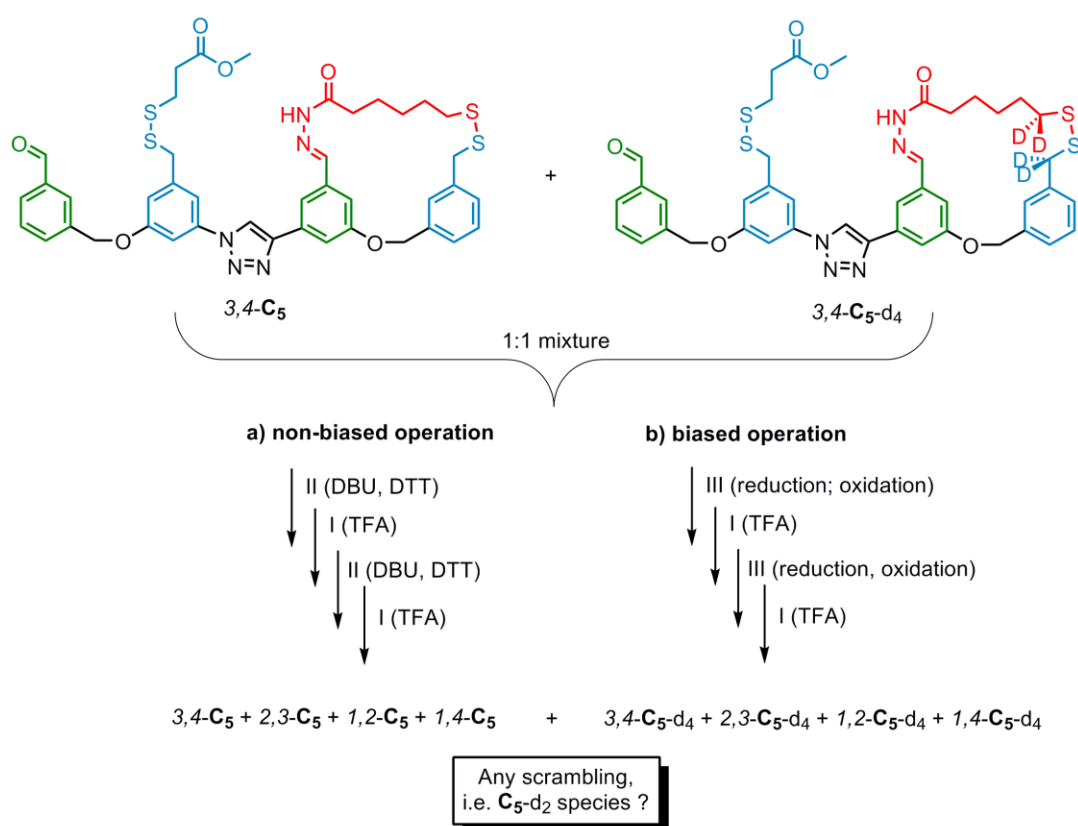 O
O
O
O
HN
N
S
S
S
S
O
O
O
N
N=N
3,4-C5
+
O
O
O
O
HN
N
S
S
S
S
D
D
D
D
O
O
O
N
N=N
3,4-C5-d4
1:1 mixture
a) non-biased operation
II (DBU, DTT)
I (TFA)
II (DBU, DTT)
I (TFA)
b) biased operation
III (reduction; oxidation)
I (TFA)
III (reduction, oxidation)
I (TFA)
3,4-C5 + 2,3-C5 + 1,2-C5 + 1,4-C5 + 3,4-C5-d4 + 2,3-C5-d4 + 1,2-C5-d4 + 1,4-C5-d4
Any scrambling,
i.e. C5-d2 species ?